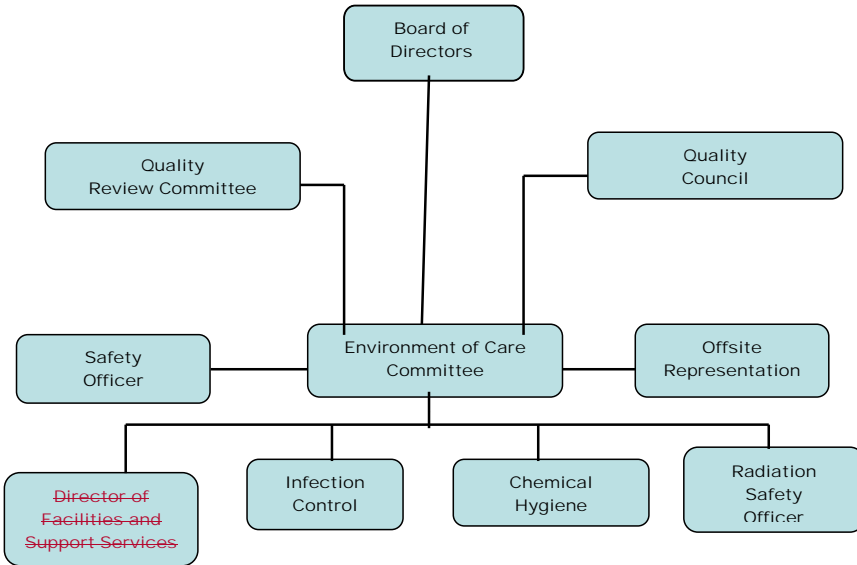 Board of
Directors
Quality
Review Committee
Quality
Council
Safety
Officer
Environment of Care
Committee
Offsite
Representation
Director of
Facilities and
Support Services
Infection
Control
Chemical
Hygiene
Radiation
Safety
Officer